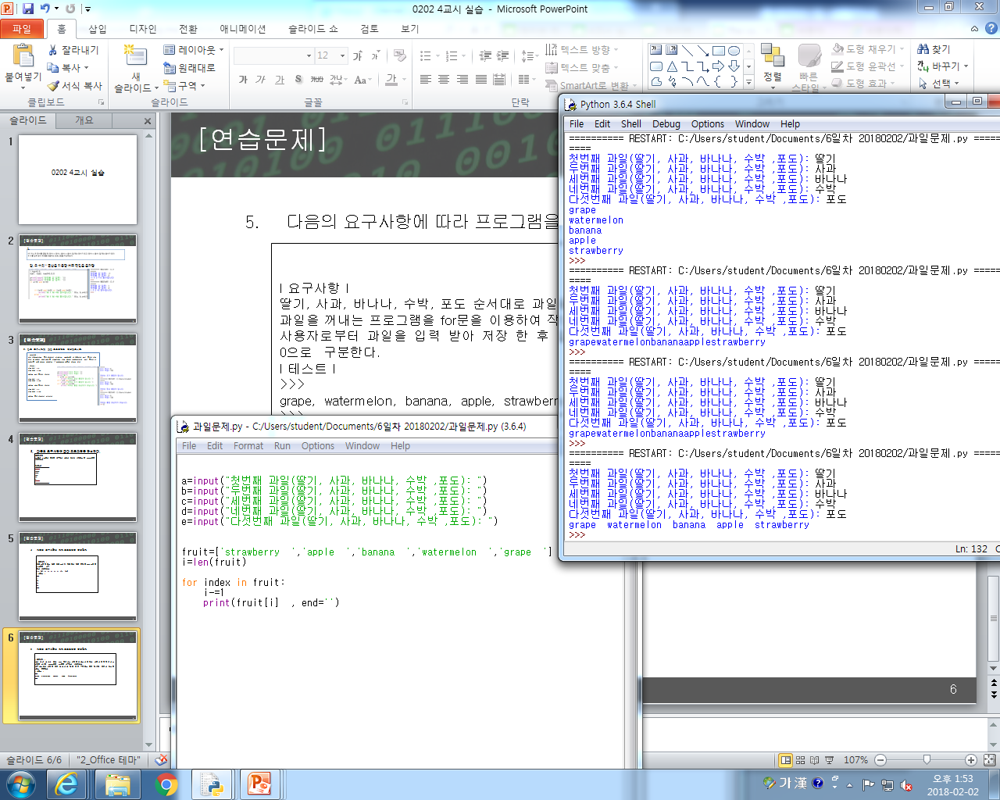 0202 4교시 실습 - Microsoft PowerPoint
파일 홈 삽입 디자인 전환 애니메이션 슬라이드 쇼 검토 보기
붙여넣기
잘라내기
복사
서식 복사
클립보드
새 슬라이드
레이아웃
원래대로
구역
슬라이드
12
가 가 가 S 가나 Aa 가
글꼴
텍스트 방향
텍스트 맞춤
SmartArt로 변환
단락
정렬
빠른 스타일
도형 채우기
도형 윤곽선
도형 효과
찾기
바꾸기
선택
슬라이드 개요
1
0202 4교시 실습
2
[연습문제]
3
[연습문제]
4
[연습문제]
5
[연습문제]
6
[연습문제]
[연습문제]
5. 다음의 요구사항에 따라 프로그램을
| 요구사항 |
딸기, 사과, 바나나, 수박, 포도 순서대로 과일
과일을 꺼내는 프로그램을 for문을 이용하여 작
사용자로부터 과일을 입력 받아 저장 한 후
0으로 구분한다.
| 테스트 |
>>>
grape, watermelon, banana, apple, strawberr
6
과일문제.py - C:/Users/student/Documents/6일차 20180202/과일문제.py (3.6.4)
File Edit Format Run Options Window Help
a=input("첫번째 과일(딸기, 사과, 바나나, 수박 ,포도): ")
b=input("두번째 과일(딸기, 사과, 바나나, 수박 ,포도): ")
c=input("세번째 과일(딸기, 사과, 바나나, 수박 ,포도): ")
d=input("네번째 과일(딸기, 사과, 바나나, 수박 ,포도): ")
e=input("다섯번째 과일(딸기, 사과, 바나나, 수박 ,포도): ")
fruit=['strawberry  ','apple  ','banana  ','watermelon  ','grape  ']
i=len(fruit)
for index in fruit:
    i-=1
    print(fruit[i]  , end='')
Python 3.6.4 Shell
File Edit Shell Debug Options Window Help
========== RESTART: C:/Users/student/Documents/6일차 20180202/과일문제.py =====
====
첫번째 과일(딸기, 사과, 바나나, 수박 ,포도): 딸기
두번째 과일(딸기, 사과, 바나나, 수박 ,포도): 사과
세번째 과일(딸기, 사과, 바나나, 수박 ,포도): 바나나
네번째 과일(딸기, 사과, 바나나, 수박 ,포도): 수박
다섯번째 과일(딸기, 사과, 바나나, 수박 ,포도): 포도
grape
watermelon
banana
apple
strawberry
>>>
========== RESTART: C:/Users/student/Documents/6일차 20180202/과일문제.py =====
====
첫번째 과일(딸기, 사과, 바나나, 수박 ,포도): 딸기
두번째 과일(딸기, 사과, 바나나, 수박 ,포도): 사과
세번째 과일(딸기, 사과, 바나나, 수박 ,포도): 바나나
네번째 과일(딸기, 사과, 바나나, 수박 ,포도): 수박
다섯번째 과일(딸기, 사과, 바나나, 수박 ,포도): 포도
grapewatermelonbananaapplestrawberry
>>>
========== RESTART: C:/Users/student/Documents/6일차 20180202/과일문제.py =====
====
첫번째 과일(딸기, 사과, 바나나, 수박 ,포도): 딸기
두번째 과일(딸기, 사과, 바나나, 수박 ,포도): 사과
세번째 과일(딸기, 사과, 바나나, 수박 ,포도): 바나나
네번째 과일(딸기, 사과, 바나나, 수박 ,포도): 수박
다섯번째 과일(딸기, 사과, 바나나, 수박 ,포도): 포도
grapewatermelonbananaapplestrawberry
>>>
========== RESTART: C:/Users/student/Documents/6일차 20180202/과일문제.py =====
====
첫번째 과일(딸기, 사과, 바나나, 수박 ,포도): 딸기
두번째 과일(딸기, 사과, 바나나, 수박 ,포도): 사과
세번째 과일(딸기, 사과, 바나나, 수박 ,포도): 바나나
네번째 과일(딸기, 사과, 바나나, 수박 ,포도): 수박
다섯번째 과일(딸기, 사과, 바나나, 수박 ,포도): 포도
grape  watermelon  banana  apple  strawberry
>>>
Ln: 132 C
슬라이드 6/6 "2_Office 테마" 107%
가 漢
오후 1:53
2018-02-02